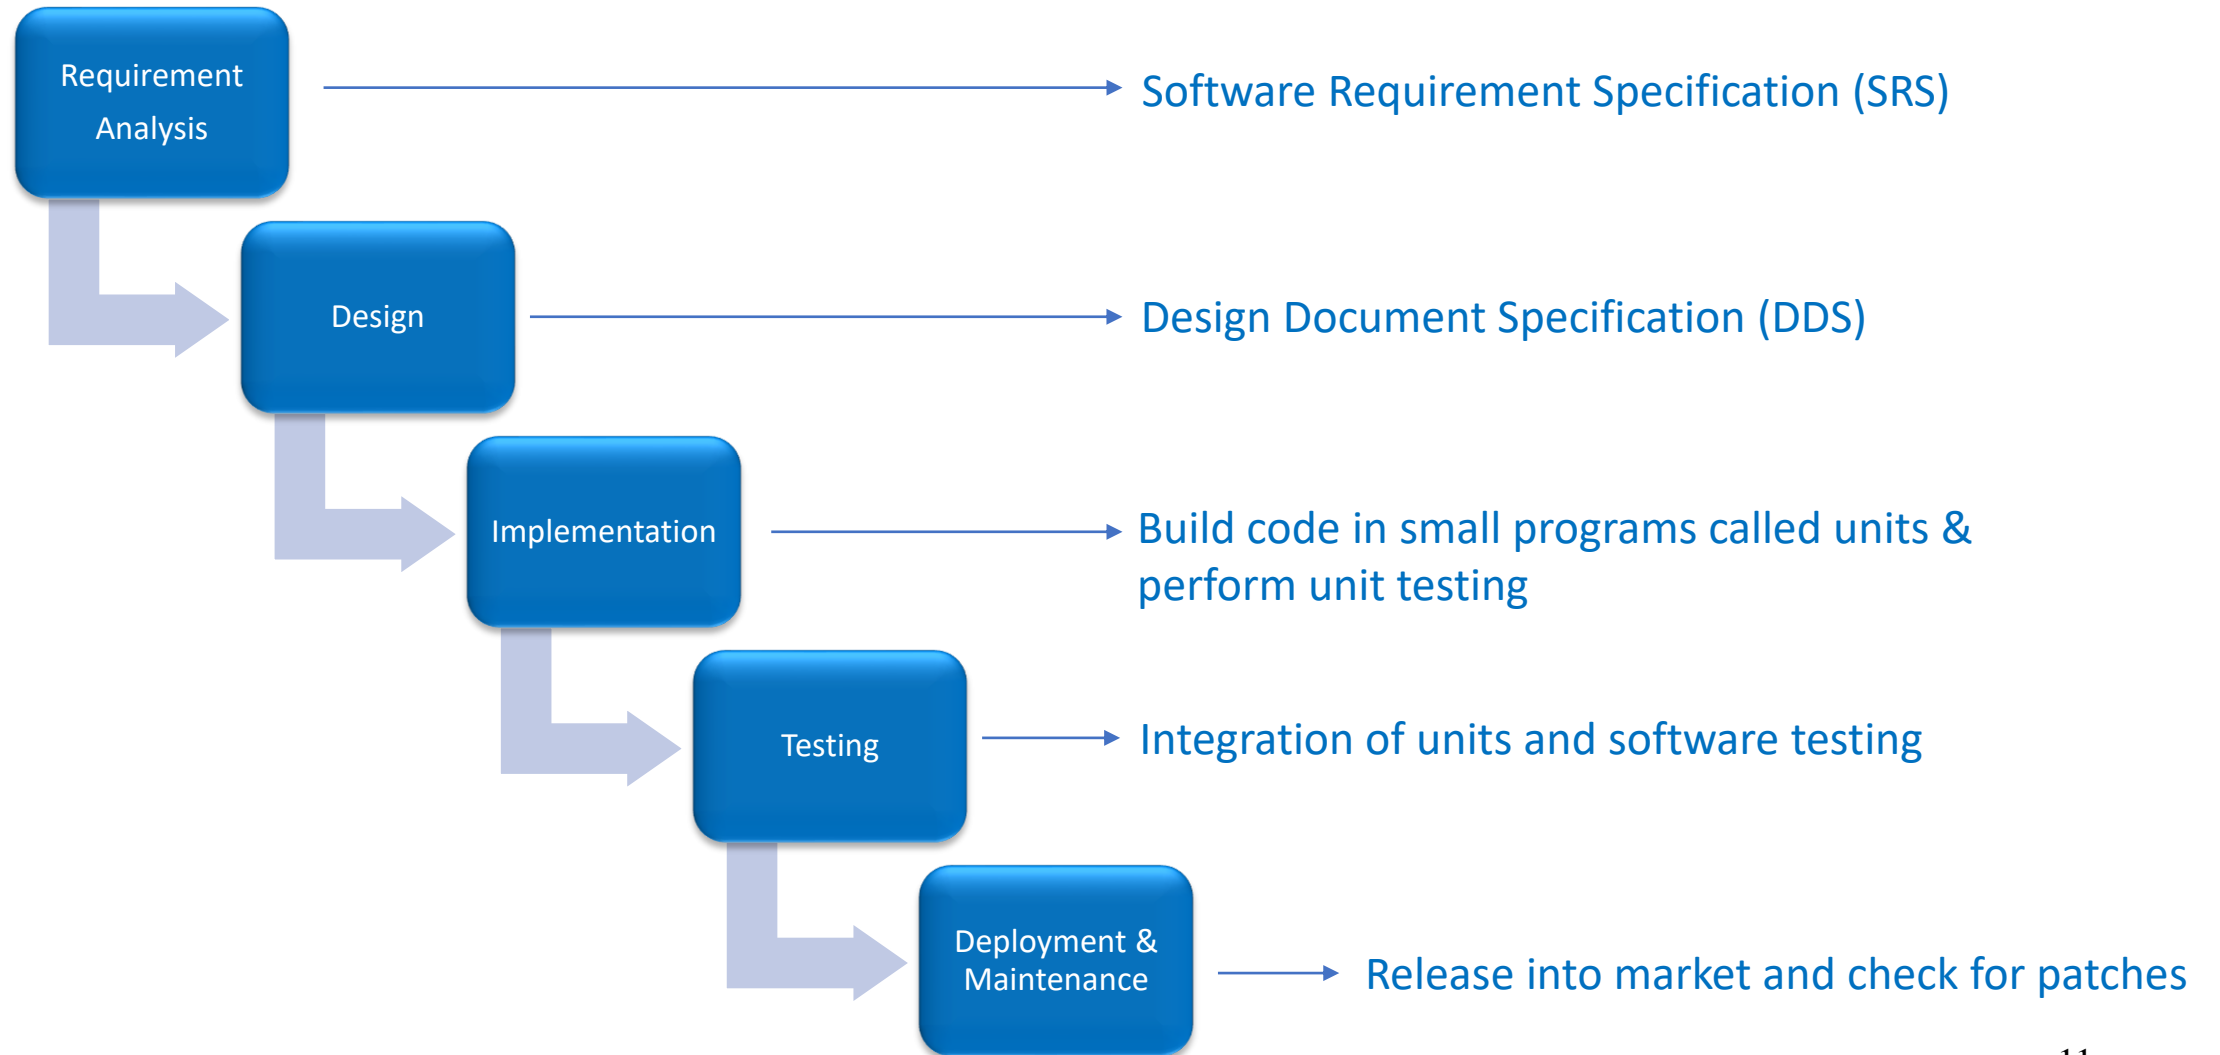 Requirement
Analysis
Software Requirement Specification (SRS)
Design
Design Document Specification (DDS)
Implementation
Build code in small programs called units &
perform unit testing
Testing
Integration of units and software testing
Deployment &
Maintenance
Release into market and check for patches
11